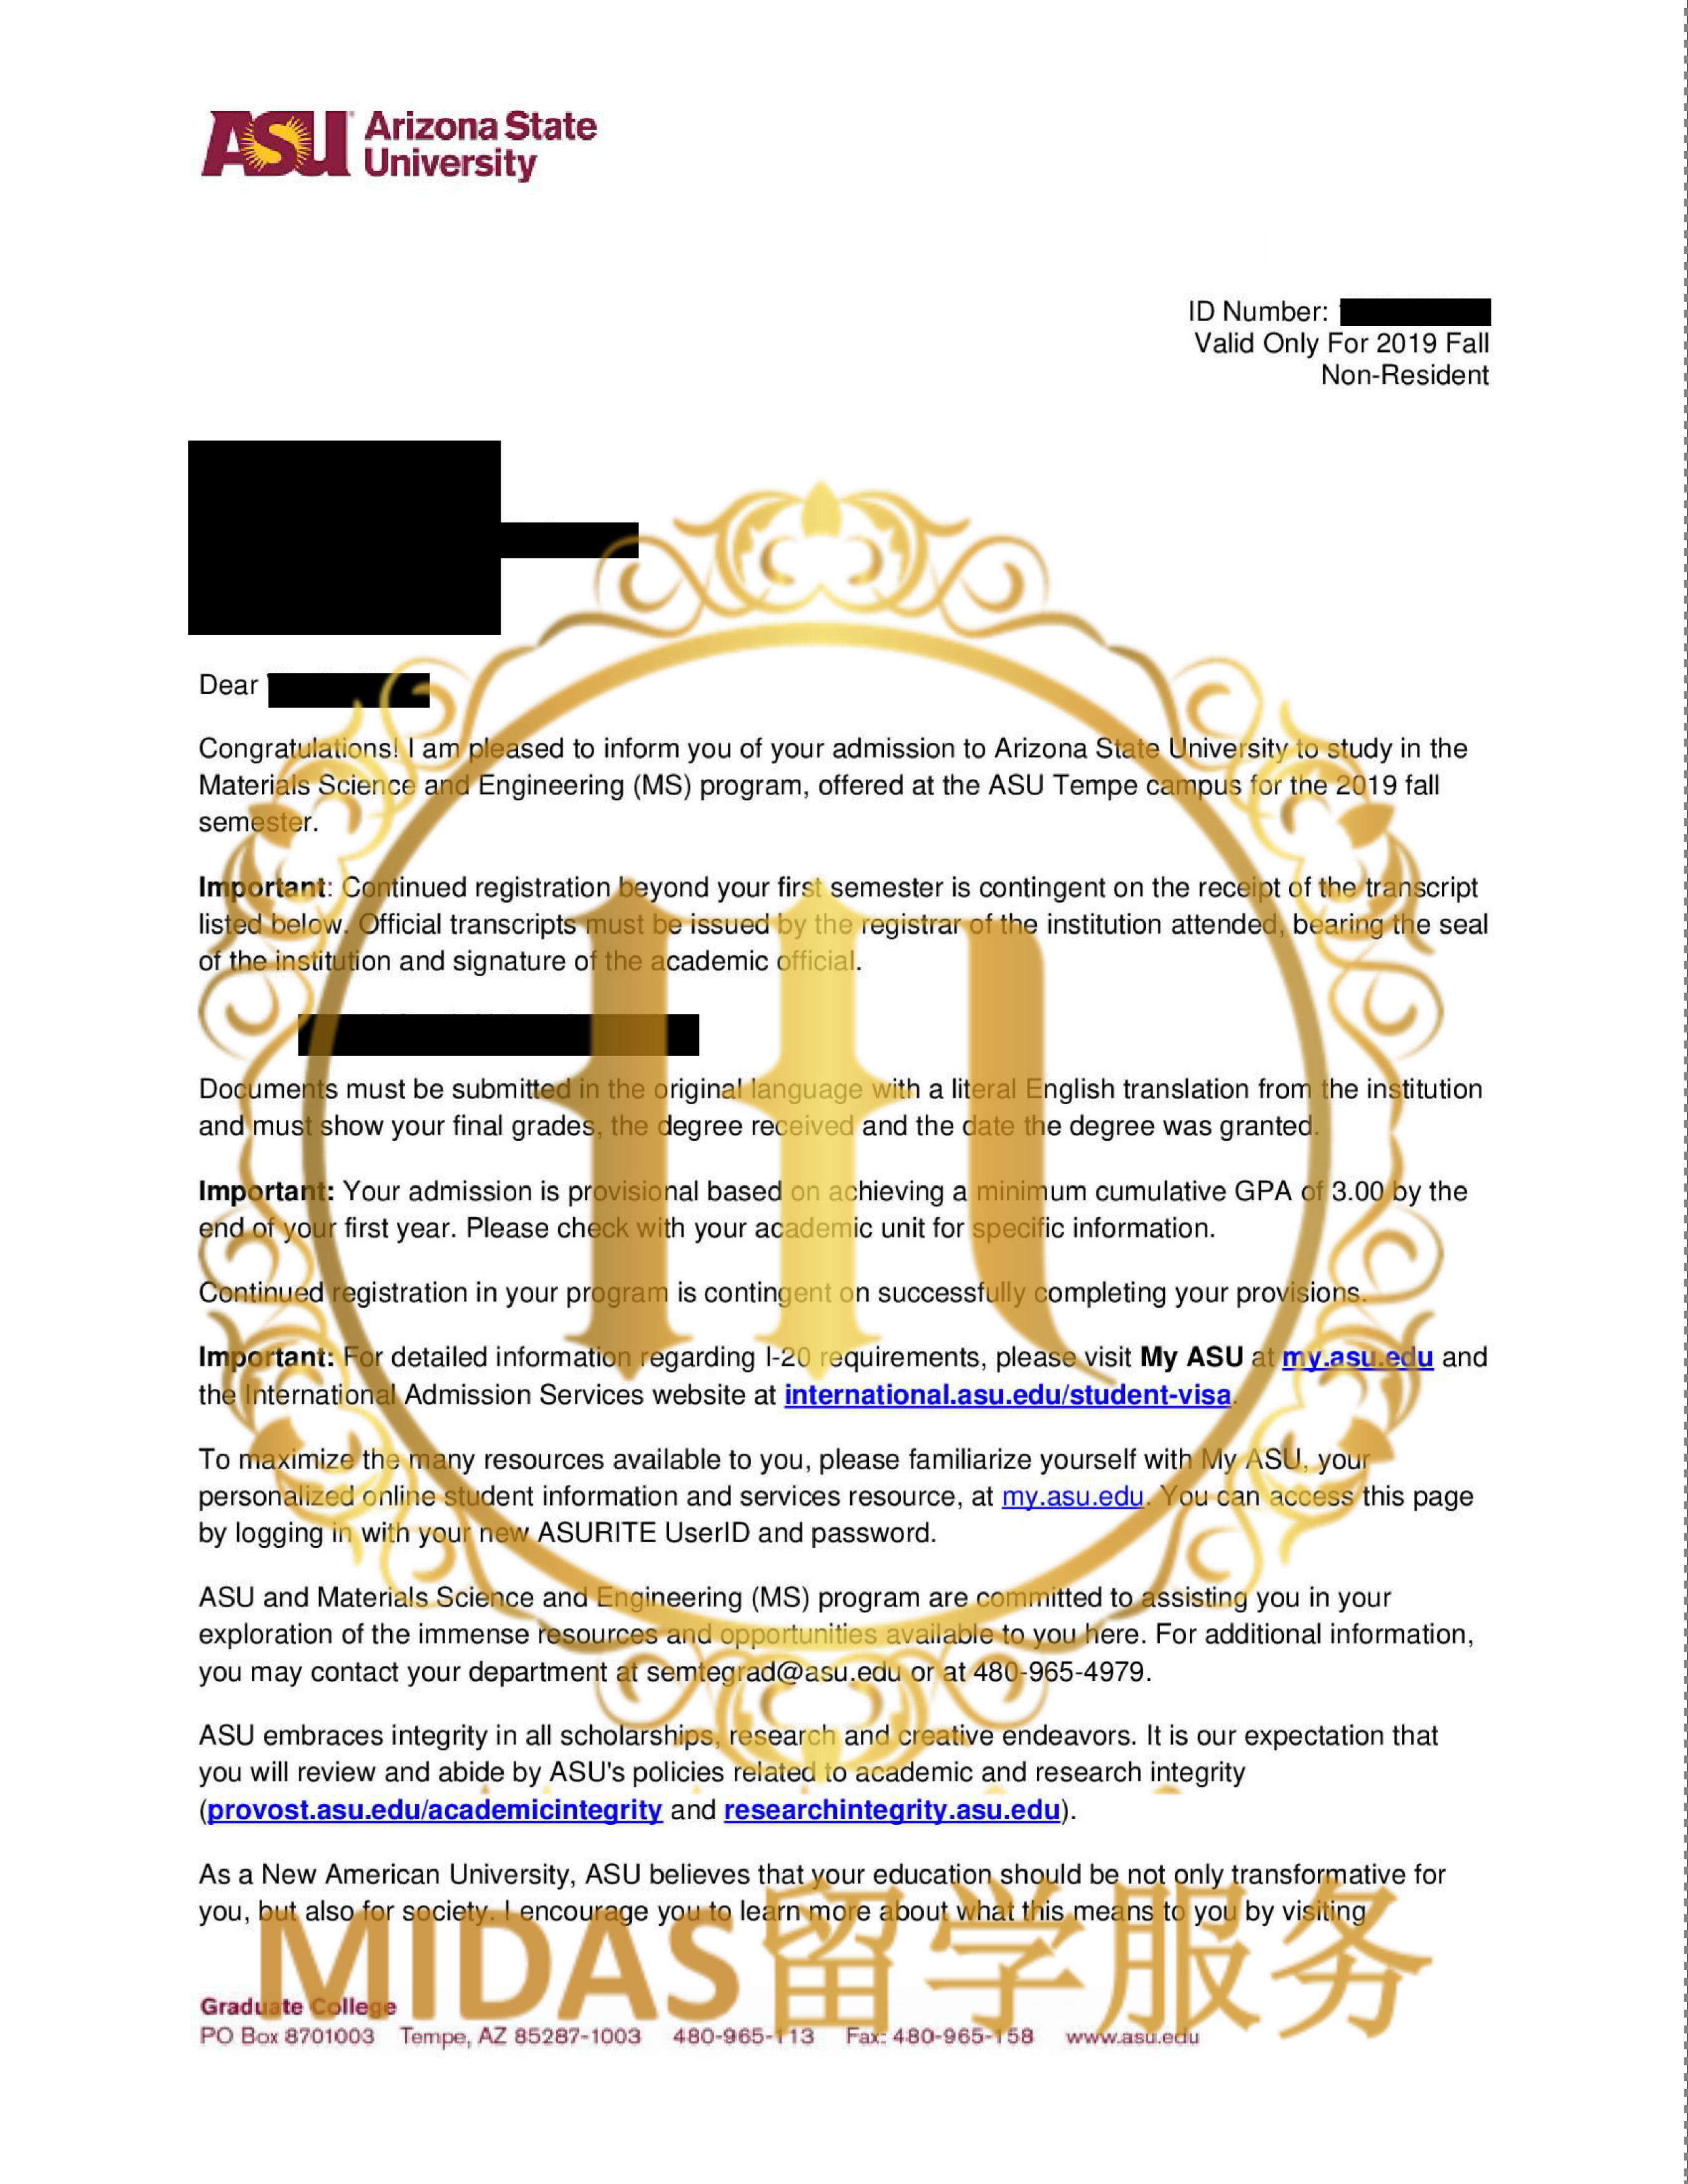 ASU Arizona State
University
ID Number:
Valid Only For 2019 Fall
Non-Resident
Dear
Congratulations! I am pleased to inform you of your admission to Arizona State University to study in the
Materials Science and Engineering (MS) program, offered at the ASU Tempe campus for the 2019 fall
semester.
Important: Continued registration beyond your first semester is contingent on the receipt of the transcript
listed below. Official transcripts must be issued by the registrar of the institution attended, bearing the seal
of the institution and signature of the academic official.
Documents must be submitted in the original language with a literal English translation from the institution
and must show your final grades, the degree received and the date the degree was granted.
Important: Your admission is provisional based on achieving a minimum cumulative GPA of 3.00 by the
end of your first year. Please check with your academic unit for specific information.
Continued registration in your program is contingent on successfully completing your provisions.
Important: For detailed information regarding I-20 requirements, please visit My ASU at my.asu.edu and
the International Admission Services website at international.asu.edu/student-visa.
To maximize the many resources available to you, please familiarize yourself with My ASU, your
personalized online student information and services resource, at my.asu.edu. You can access this page
by logging in with your new ASURITE UserID and password.
ASU and Materials Science and Engineering (MS) program are committed to assisting you in your
exploration of the immense resources and opportunities available to you here. For additional information,
you may contact your department at semtegrad@asu.edu or at 480-965-4979.
ASU embraces integrity in all scholarships, research and creative endeavors. It is our expectation that
you will review and abide by ASU's policies related to academic and research integrity
(provost.asu.edu/academicintegrity and researchintegrity.asu.edu).
As a New American University, ASU believes that your education should be not only transformative for
you, but also for society. I encourage you to learn more about what this means to you by visiting
MIDAS留学服务
Graduate College
PO Box 8701003 Tempe, AZ 85287-1003 480-965-113 Fax: 480-965-158 www.asu.edu